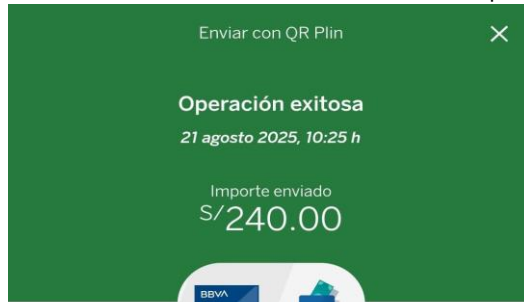 Enviar con QR Plin
Operación exitosa
21 agosto 2025, 10:25 h
Importe enviado
S/240.00
BBVA